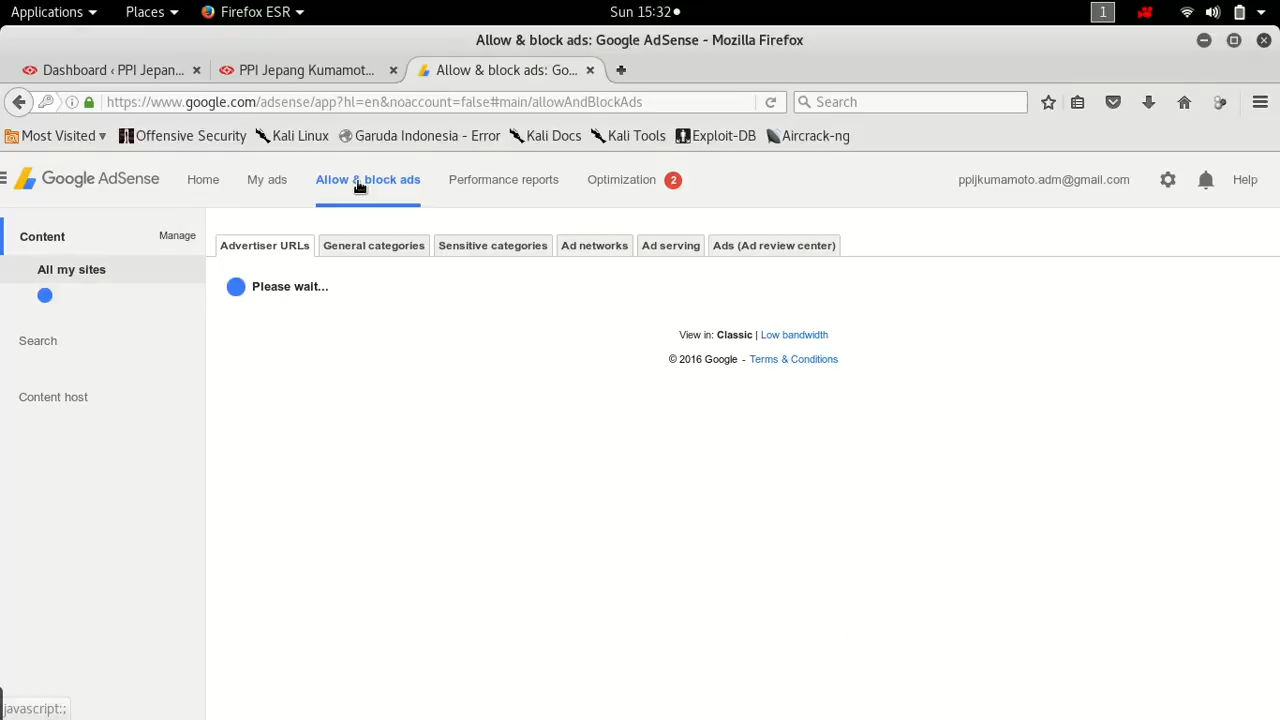 Applications Places Firefox ESR Sun 15:32 1
Allow & block ads: Google AdSense - Mozilla Firefox
Dashboard ‹ PPI Jepan... PPI Jepang Kumamot... Allow & block ads: Go...
https://www.google.com/adsense/app?hl=en&noaccount=false#main/allowAndBlockAds Search
Most Visited Offensive Security Kali Linux Garuda Indonesia - Error Kali Docs Kali Tools Exploit-DB Aircrack-ng
Google AdSense Home My ads Allow & block ads Performance reports Optimization 2 ppijkumamoto.adm@gmail.com Help
Content Manage
Advertiser URLs General categories Sensitive categories Ad networks Ad serving Ads (Ad review center)
All my sites
Please wait...
Search
View in: Classic | Low bandwidth
© 2016 Google - Terms & Conditions
Content host
javascript:;